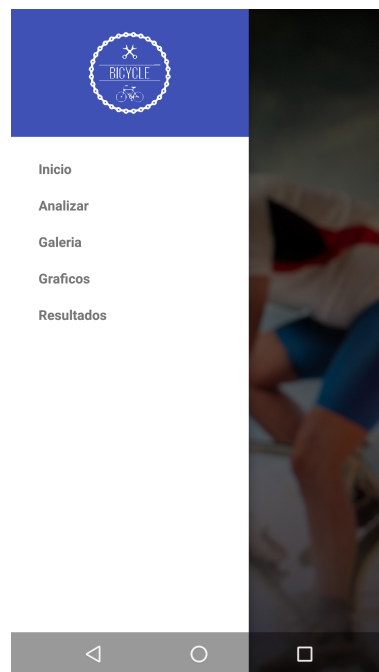 BICYCLE
Inicio
Analizar
Galeria
Graficos
Resultados